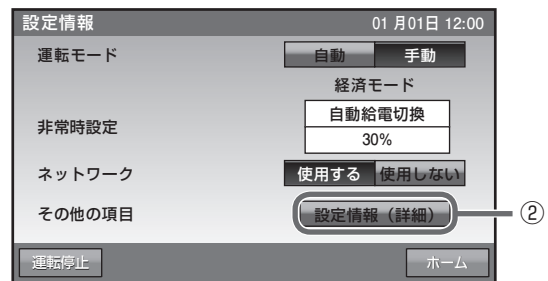 設定情報 01月01日 12:00
運転モード 自動 手動
経済モード
非常時設定 自動給電切換
30%
ネットワーク 使用する 使用しない
その他の項目 設定情報（詳細） ②
運転停止 ホーム